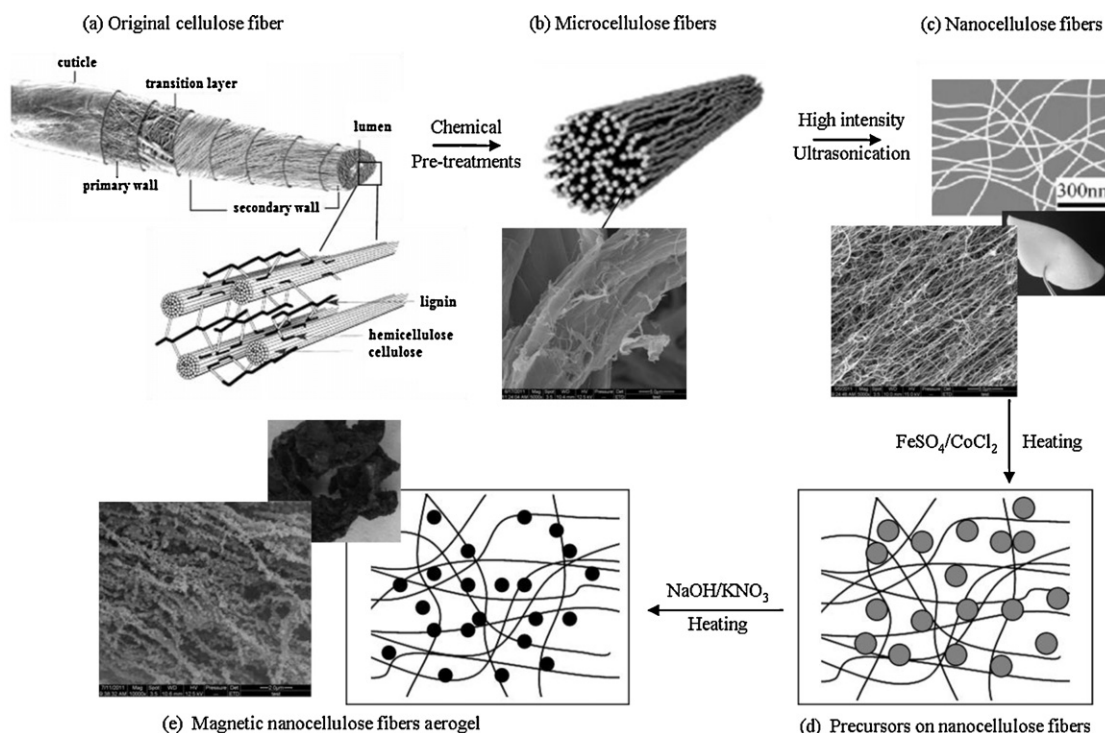 (a) Original cellulose fiber
(b) Microcellulose fibers
(c) Nanocellulose fibers
cuticle
transition layer
lumen
primary wall
secondary wall
Chemical
Pre-treatments
High intensity
Ultrasonication
300nm
lignin
hemicellulose
cellulose
FeSO4/CoCl2
Heating
NaOH/KNO3
Heating
(e) Magnetic nanocellulose fibers aerogel
(d) Precursors on nanocellulose fibers